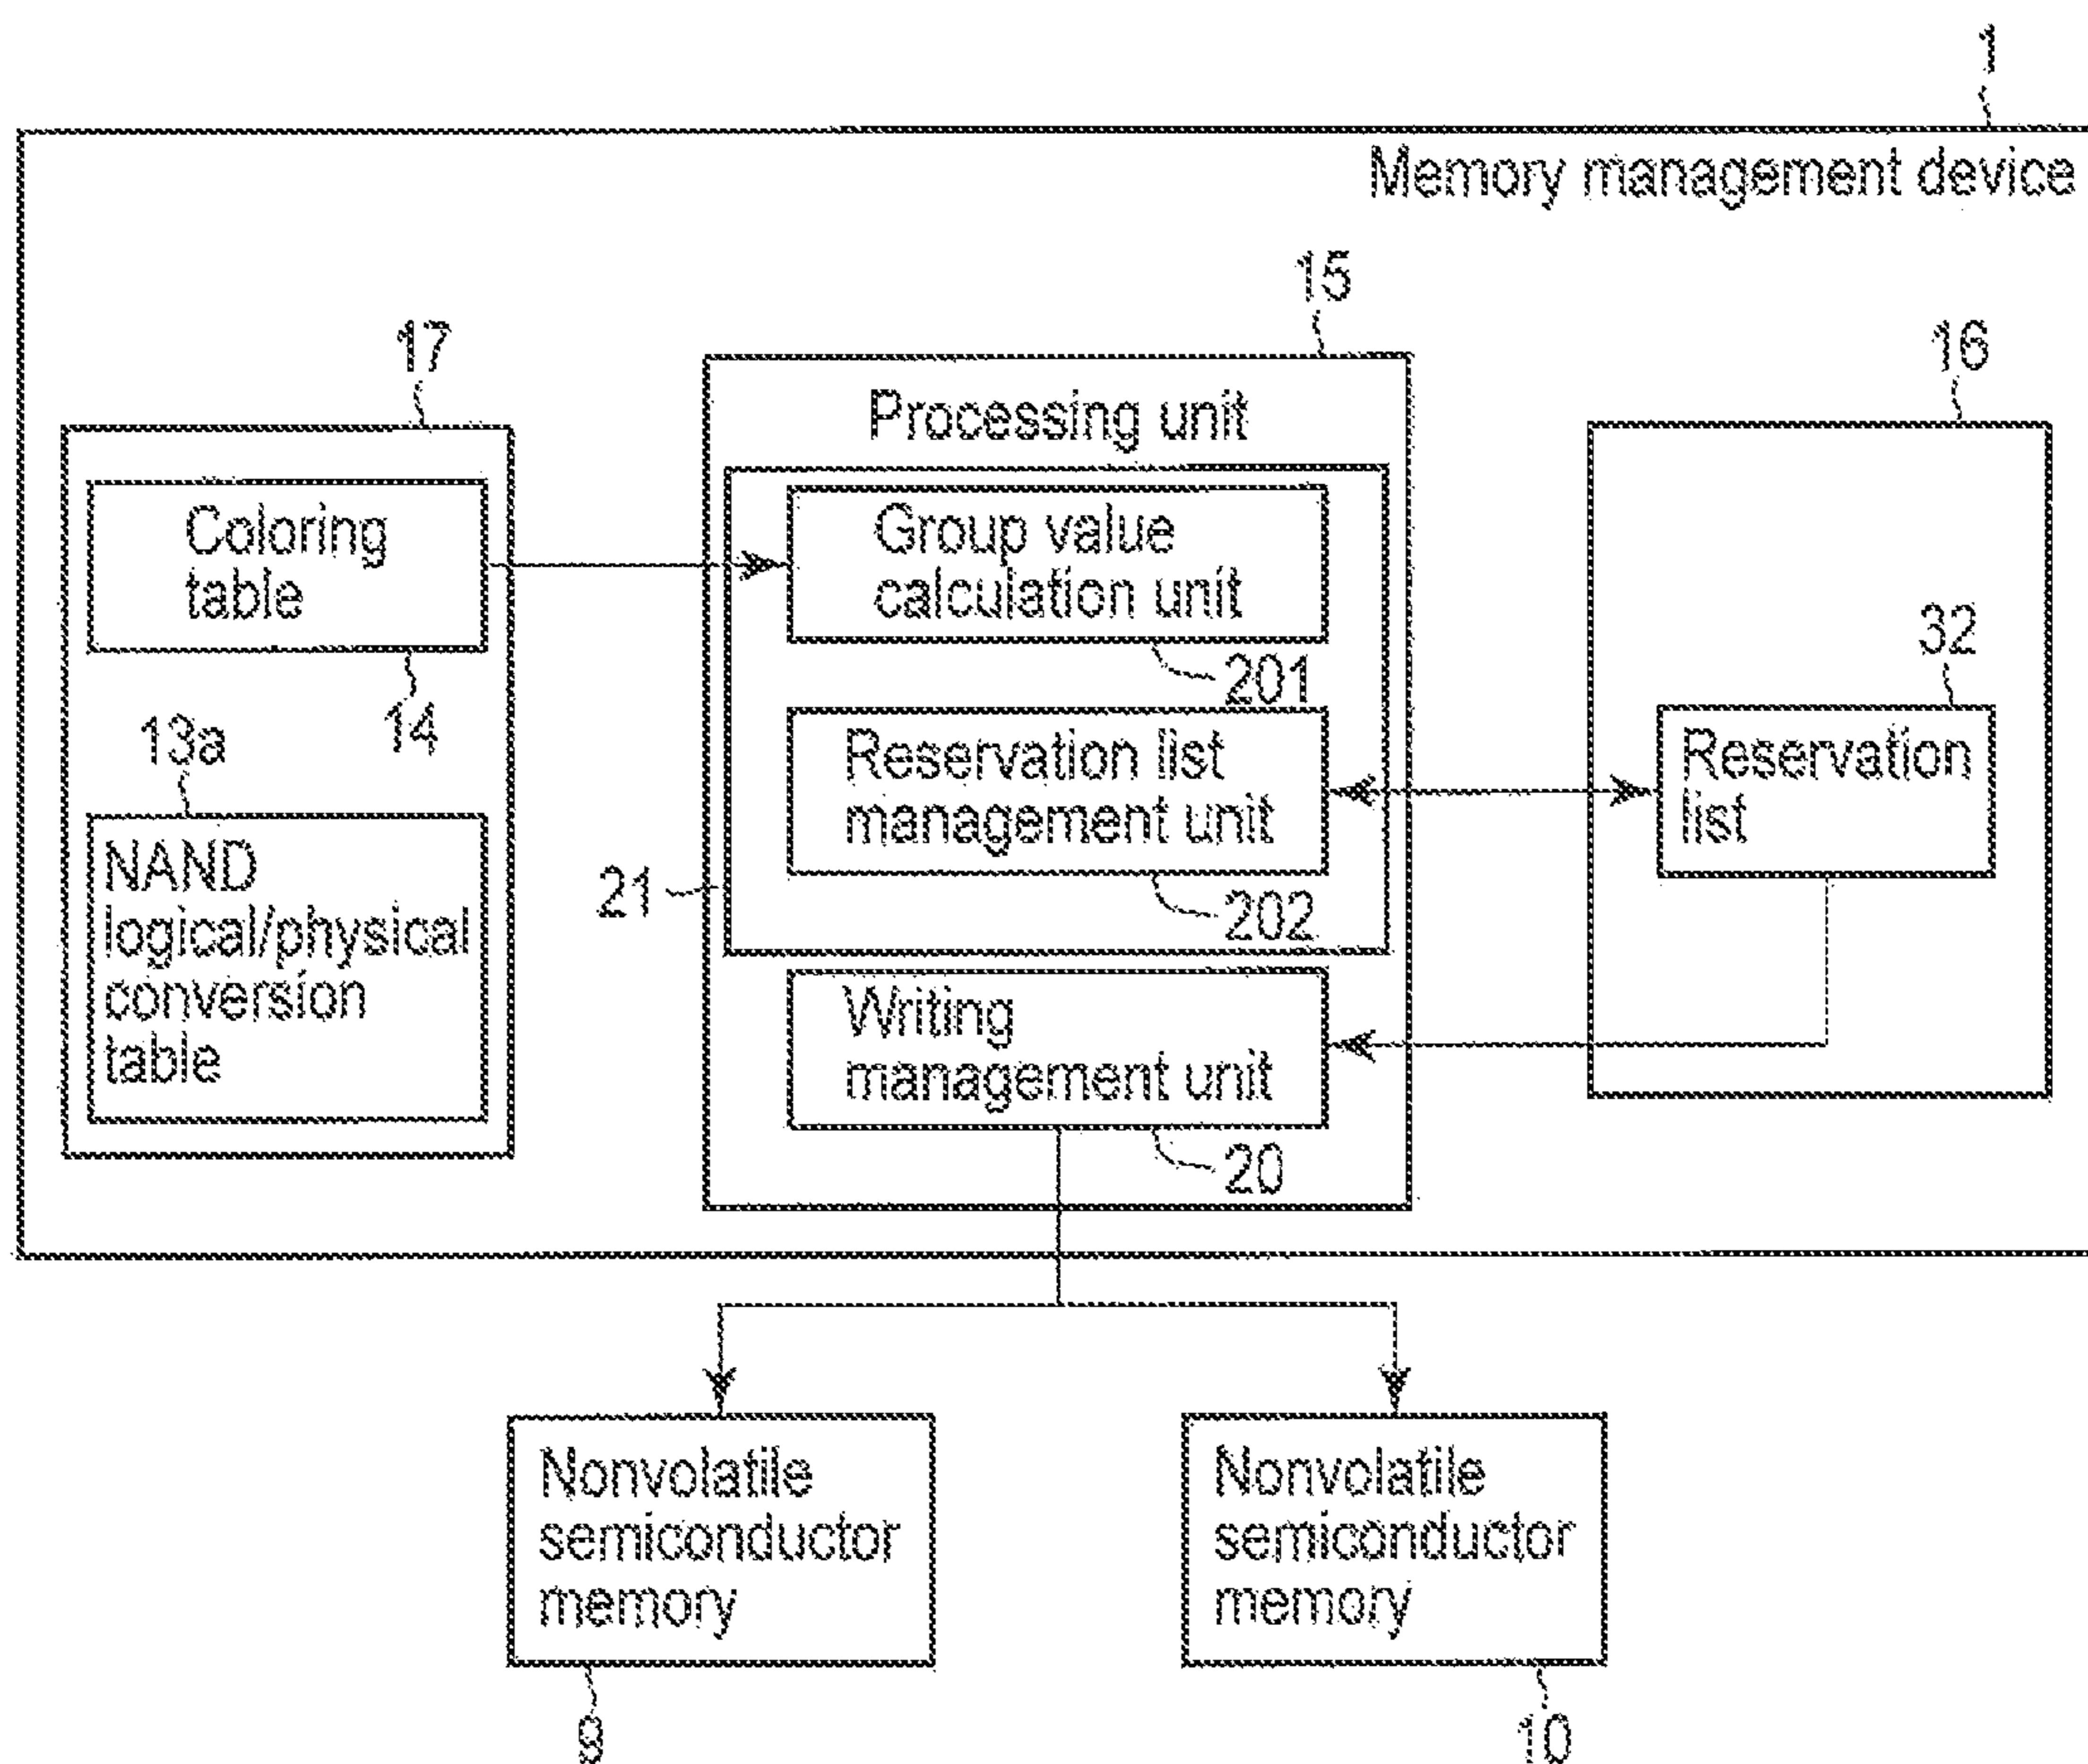 1
Memory management device
15
17
16
Processing unit
Coloring
table
Group value
calculation unit
32
201
14
13a
Reservation list
management unit
Reservation
list
NAND
logical/physical
conversion
table
21
202
Writing
management unit
20
Nonvolatile
semiconductor
memory
Nonvolatile
semiconductor
memory
10